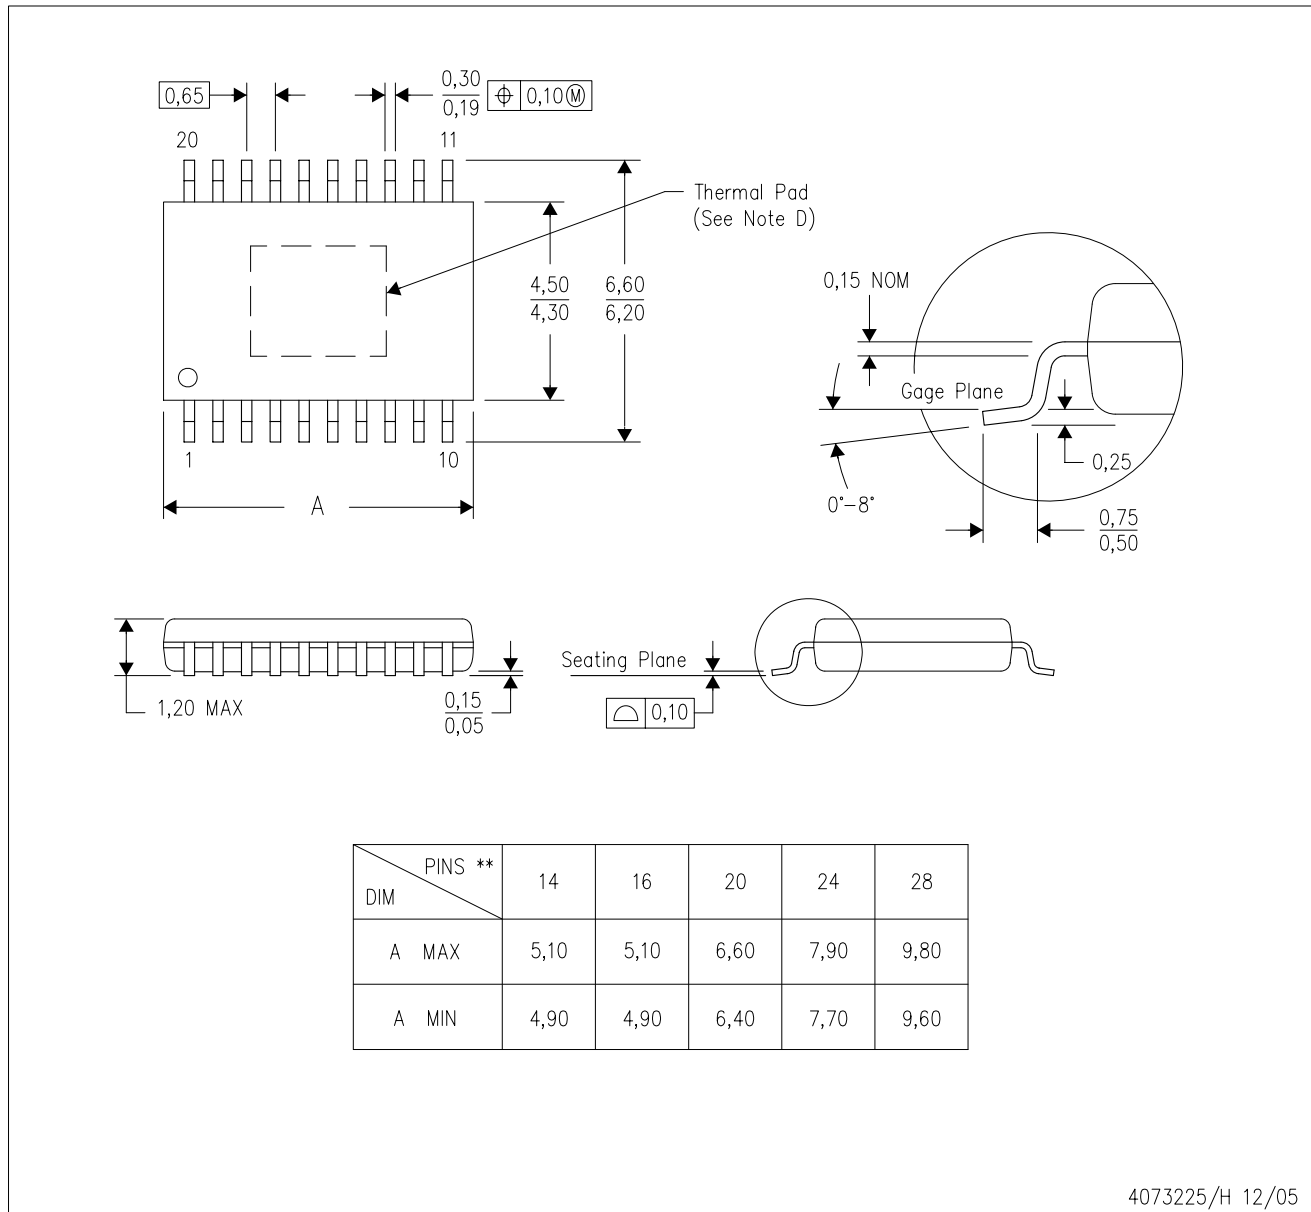 0,65
0,30
0,19
0,10 Ⓜ
20
11
Thermal Pad
(See Note D)
4,50
4,30
6,60
6,20
1
10
A
0,15 NOM
Gage Plane
0,25
0°–8°
0,75
0,50
1,20 MAX
0,15
0,05
Seating Plane
0,10
PINS **
DIM
14 16 20 24 28
A MAX 5,10 5,10 6,60 7,90 9,80
A MIN 4,90 4,90 6,40 7,70 9,60
4073225/H 12/05